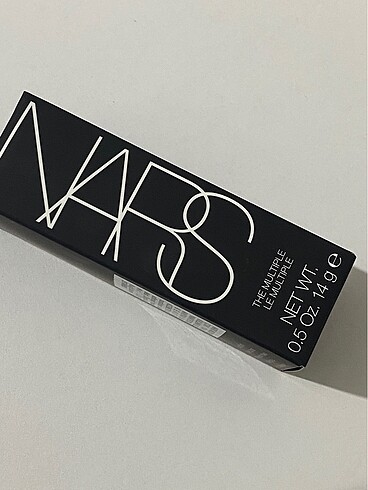 NARS
THE MULTIPLE
LE MULTIPLE
NET WT.
0.5 Oz. 14 g e